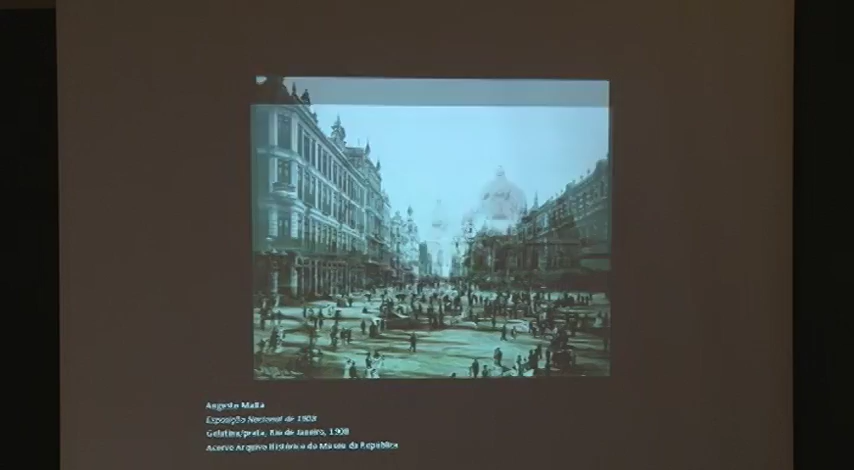 Augusto Malta
Exposição Nacional de 1908
Gelatina/prata, Rio de Janeiro, 1908
Acervo Arquivo Histórico do Museu da República